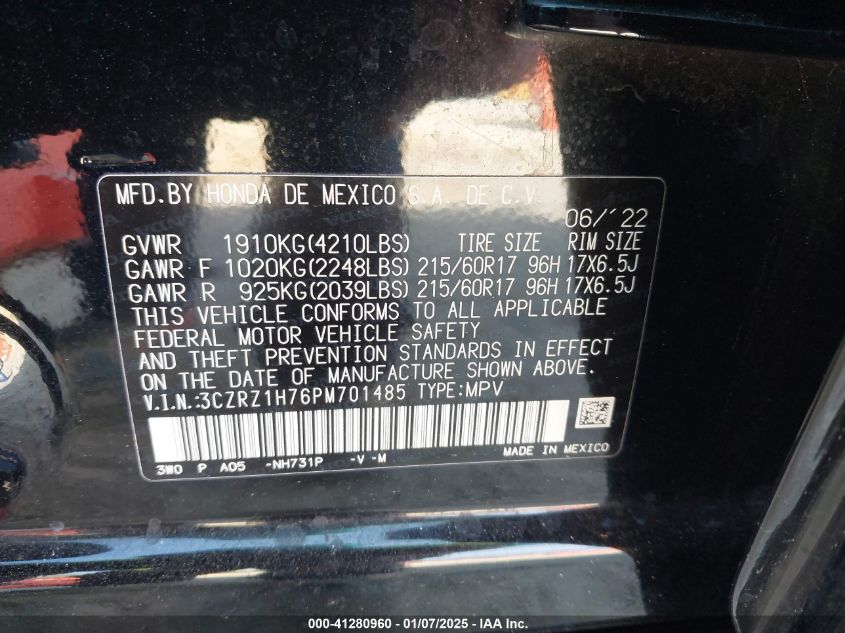 MFD.BY HONDA DE MEXICO S.A. DE C.V.
06/´22
GVWR 1910KG(4210LBS) TIRE SIZE RIM SIZE
GAWR F 1020KG(2248LBS) 215/60R17 96H 17X6.5J
GAWR R 925KG(2039LBS) 215/60R17 96H 17X6.5J
THIS VEHICLE CONFORMS TO ALL APPLICABLE
FEDERAL MOTOR VEHICLE SAFETY
AND THEFT PREVENTION STANDARDS IN EFFECT
ON THE DATE OF MANUFACTURE SHOWN ABOVE.
V.I.N.:3CZRZ1H76PM701485 TYPE:MPV
3W0 P A05 -NH731P -V -M
MADE IN MEXICO
000-41280960 - 01/07/2025 - IAA Inc.